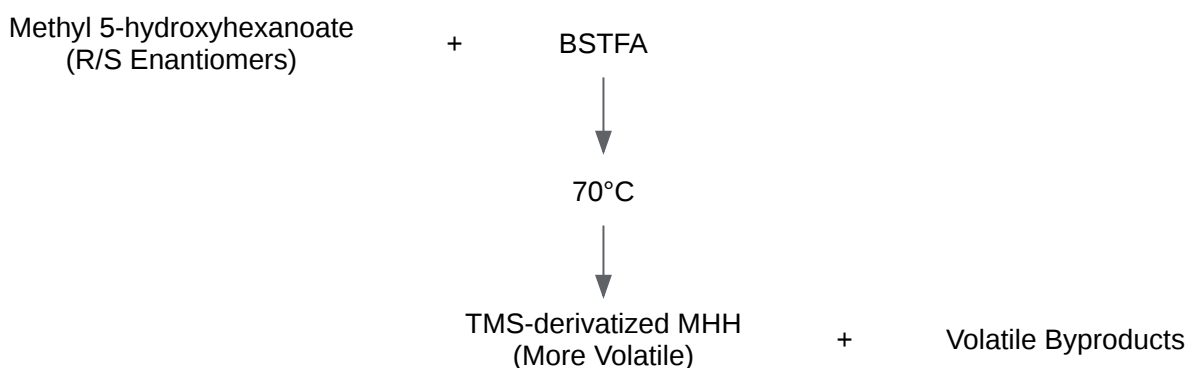 Methyl 5-hydroxyhexanoate
(R/S Enantiomers)
+
BSTFA
70°C
TMS-derivatized MHH
(More Volatile)
+
Volatile Byproducts